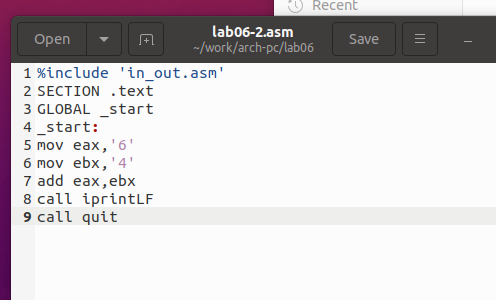 Recent
Open
lab06-2.asm
~/work/arch-pc/lab06
Save
1 %include 'in_out.asm'
2 SECTION .text
3 GLOBAL _start
4 _start:
5 mov eax,'6'
6 mov ebx,'4'
7 add eax,ebx
8 call iprintLF
9 call quit